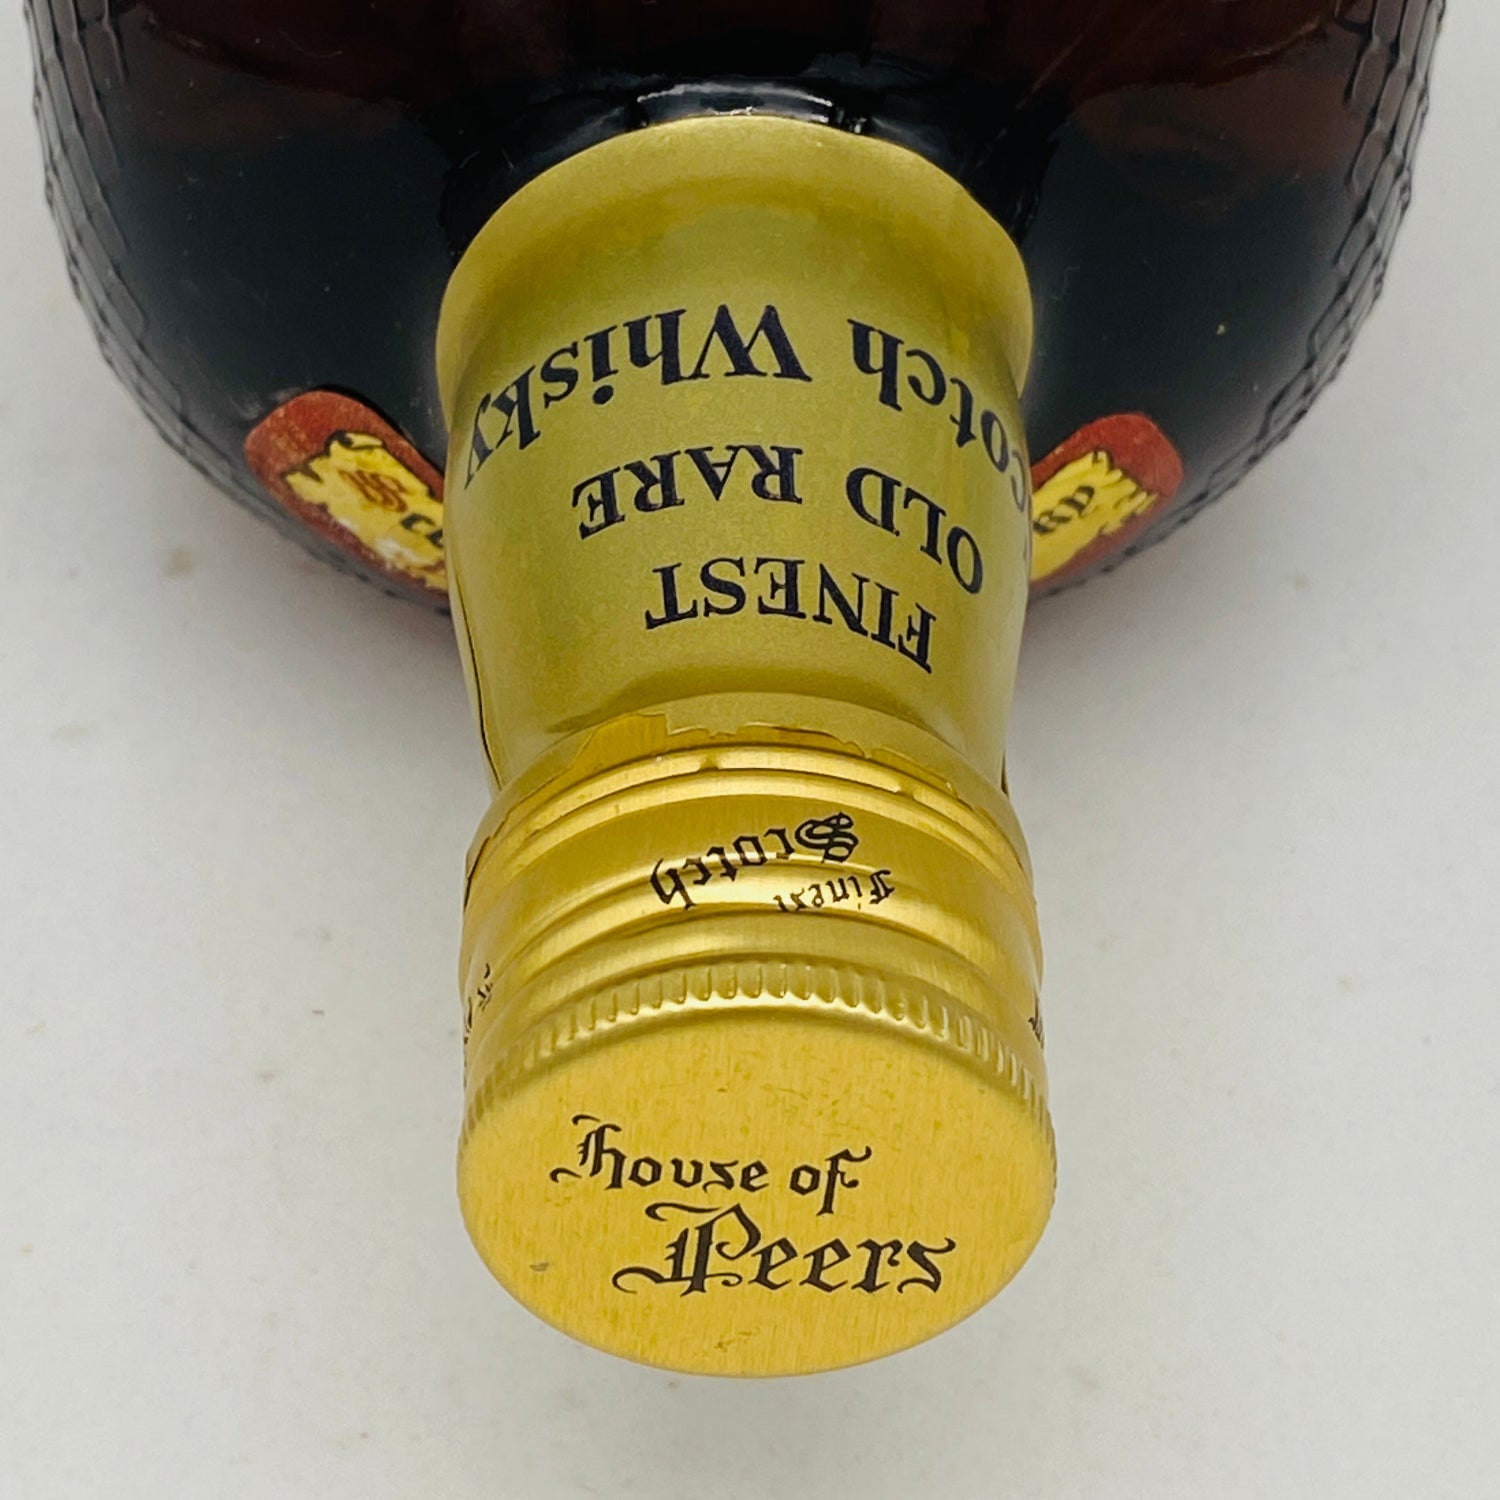 Scotch Whisky
OLD RARE
FINEST
Finest
Scotch
House of
Peers